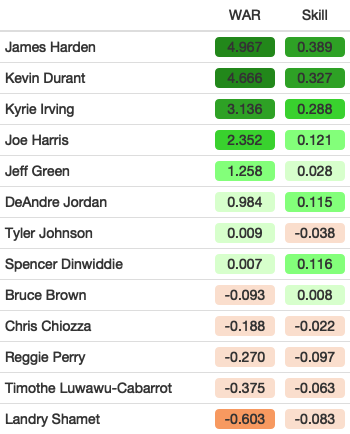 WAR Skill
James Harden 4.967 0.389
Kevin Durant 4.666 0.327
Kyrie Irving 3.136 0.288
Joe Harris 2.352 0.121
Jeff Green 1.258 0.028
DeAndre Jordan 0.984 0.115
Tyler Johnson 0.009 -0.038
Spencer Dinwiddie 0.007 0.116
Bruce Brown -0.093 0.008
Chris Chiozza -0.188 -0.022
Reggie Perry -0.270 -0.097
Timothe Luwawu-Cabarrot -0.375 -0.063
Landry Shamet -0.603 -0.083